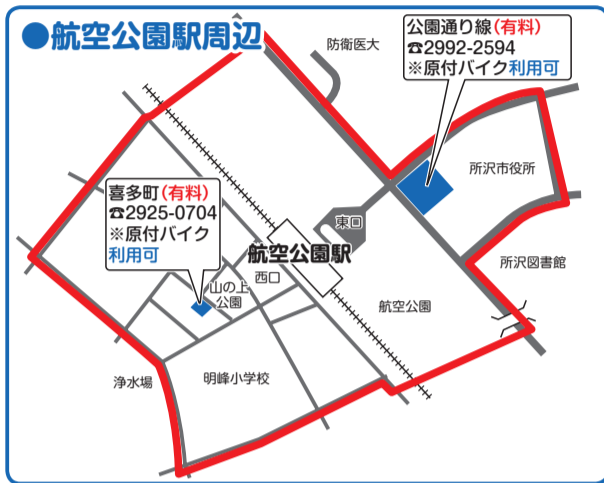 ●航空公園駅周辺
防衛医大
公園通り線(有料)
☎2992-2594
※原付バイク利用可
所沢市役所
喜多町(有料)
☎2925-0704
※原付バイク
利用可
東口
航空公園駅
西口
所沢図書館
山の上
公園
航空公園
浄水場
明峰小学校